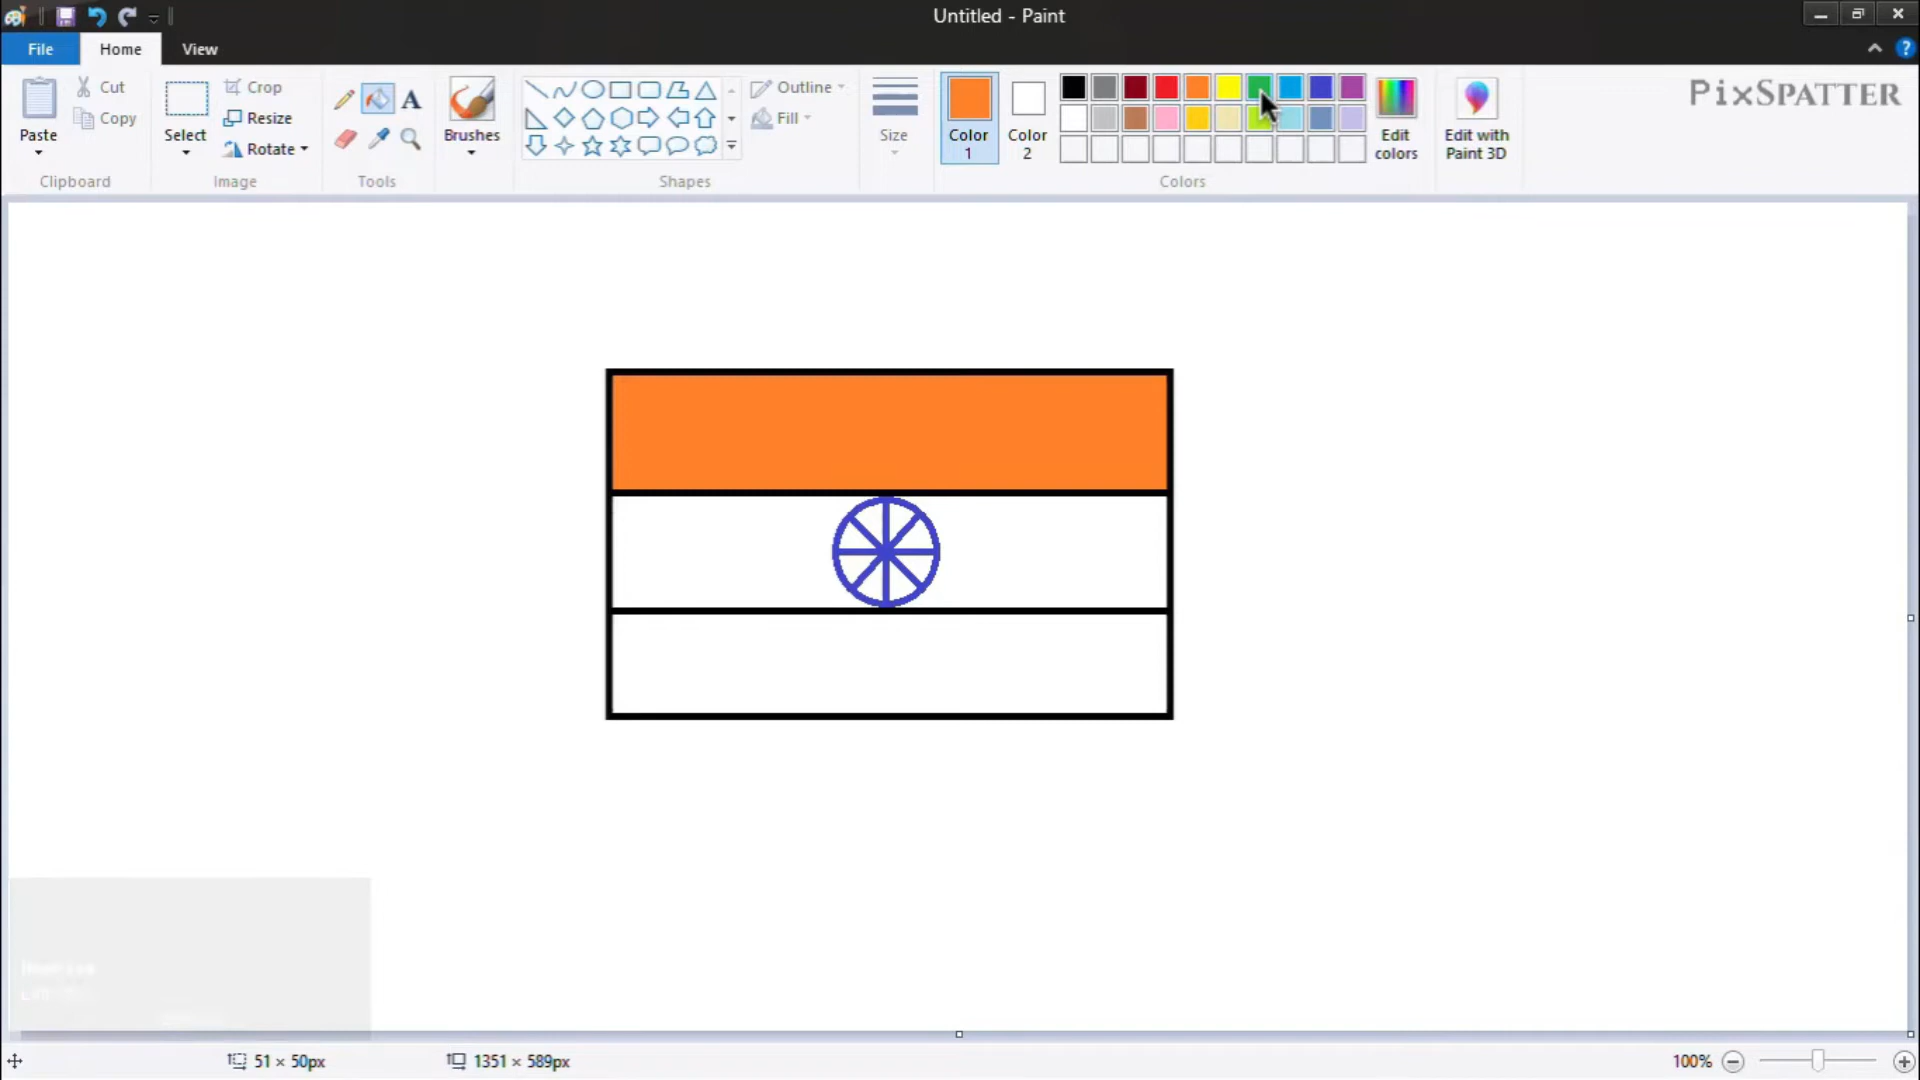 Untitled - Paint
File
Home
View
Cut
Copy
Paste
Clipboard
Crop
Resize
Rotate
Select
Image
A
Tools
Brushes
Outline
Fill
Shapes
Size
Color
1
Color
2
Edit
colors
Colors
Edit with
Paint 3D
PixSPATTER
51 × 50px
1351 × 589px
100%